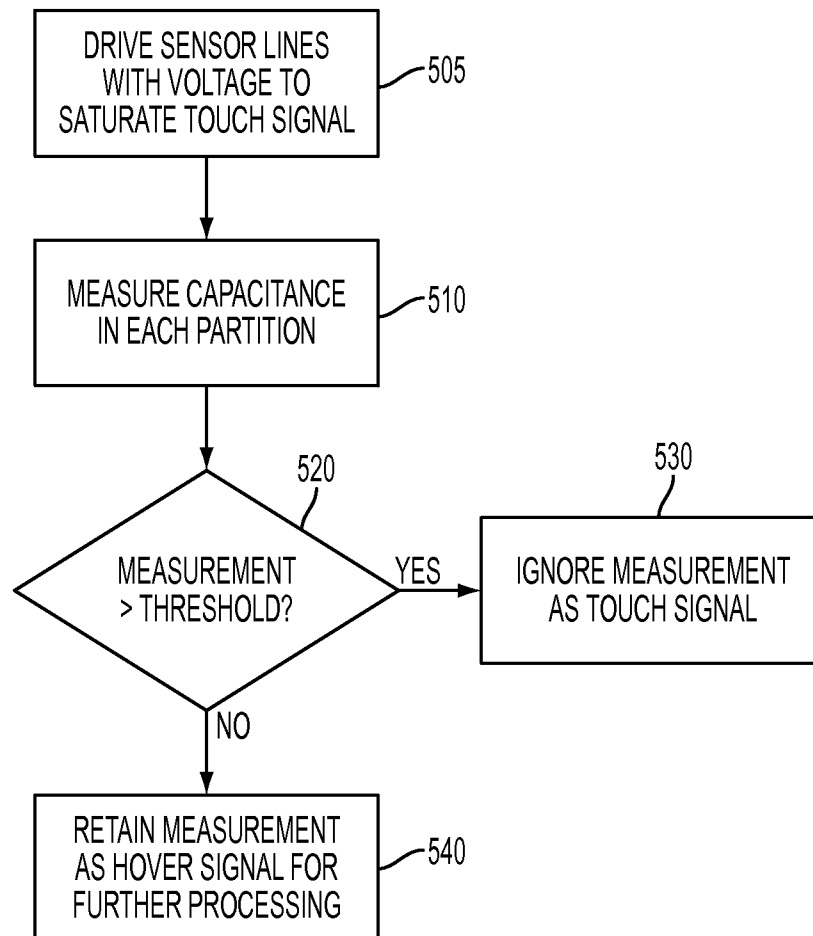 DRIVE SENSOR LINES
WITH VOLTAGE TO
SATURATE TOUCH SIGNAL
505
MEASURE CAPACITANCE
IN EACH PARTITION
510
520
MEASUREMENT
> THRESHOLD?
YES
530
IGNORE MEASUREMENT
AS TOUCH SIGNAL
NO
RETAIN MEASUREMENT
AS HOVER SIGNAL FOR
FURTHER PROCESSING
540